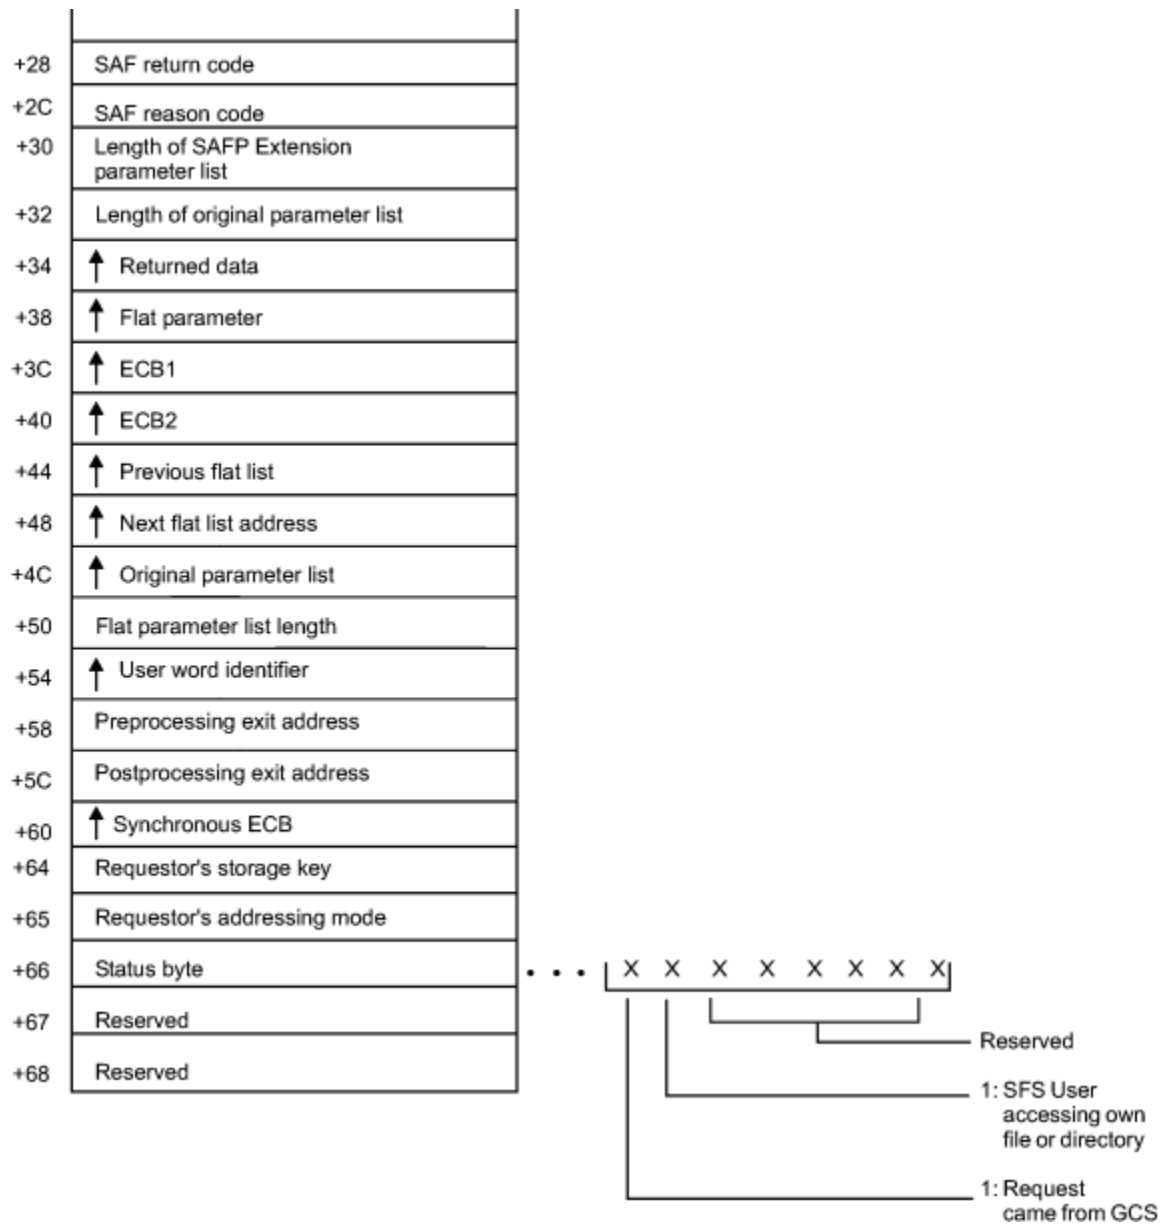 +28 SAF return code
+2C SAF reason code
+30 Length of SAFP Extension
parameter list
+32 Length of original parameter list
+34 Returned data
+38 Flat parameter
+3C ECB1
+40 ECB2
+44 Previous flat list
+48 Next flat list address
+4C Original parameter list
+50 Flat parameter list length
+54 User word identifier
+58 Preprocessing exit address
+5C Postprocessing exit address
+60 Synchronous ECB
+64 Requestor's storage key
+65 Requestor's addressing mode
+66 Status byte . . . X X X X X X X X
+67 Reserved
Reserved
+68 Reserved
1: SFS User
accessing own
file or directory
1: Request
came from GCS